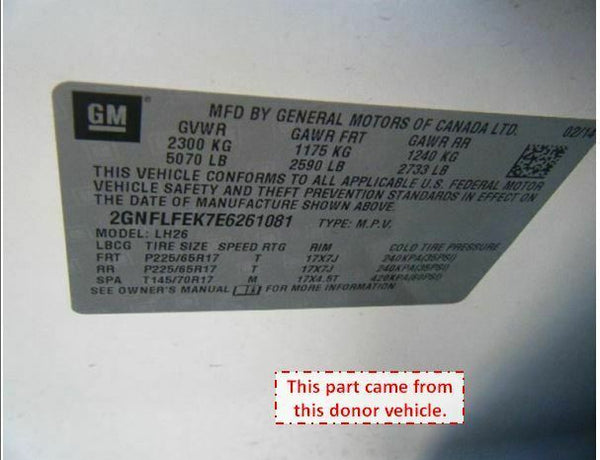 GM
MFD BY GENERAL MOTORS OF CANADA LTD.
02/14
GVWR GAWR FRT GAWR RR
2300 KG 1175 KG 1240 KG
5070 LB 2590 LB 2733 LB
THIS VEHICLE CONFORMS TO ALL APPLICABLE U.S. FEDERAL MOTOR
VEHICLE SAFETY AND THEFT PREVENTION STANDARDS IN EFFECT ON
THE DATE OF MANUFACTURE SHOWN ABOVE.
2GNFLFEK7E6261081 TYPE: M.P.V.
MODEL: LH26
LBCG TIRE SIZE SPEED RTG RIM COLD TIRE PRESSURE
FRT P225/65R17 T 17X7J 240KPA(35PSI)
RR P225/65R17 T 17X7J 240KPA(35PSI)
SPA T145/70R17 M 17X4.5T 420KPA(60PSI)
SEE OWNER'S MANUAL FOR MORE INFORMATION
This part came from
this donor vehicle.